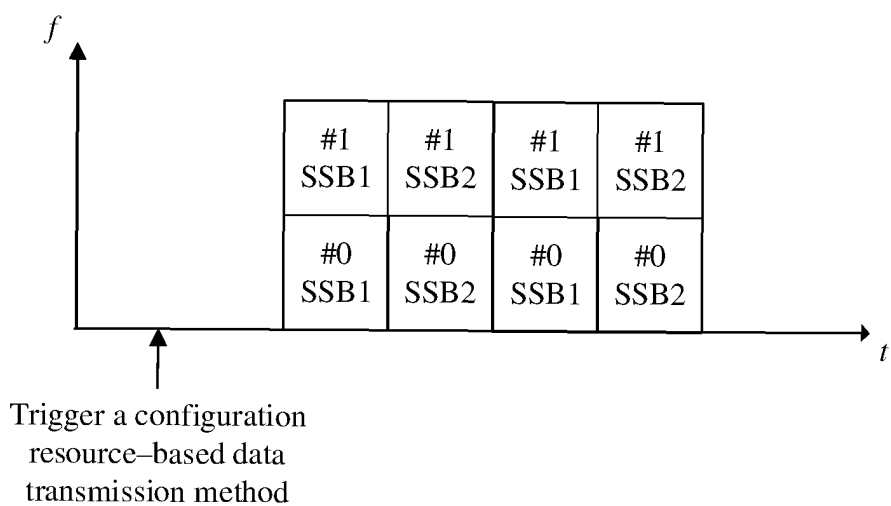 f
#1 #1 #1 #1
SSB1 SSB2 SSB1 SSB2
#0 #0 #0 #0
SSB1 SSB2 SSB1 SSB2
t
Trigger a configuration
resource–based data
transmission method